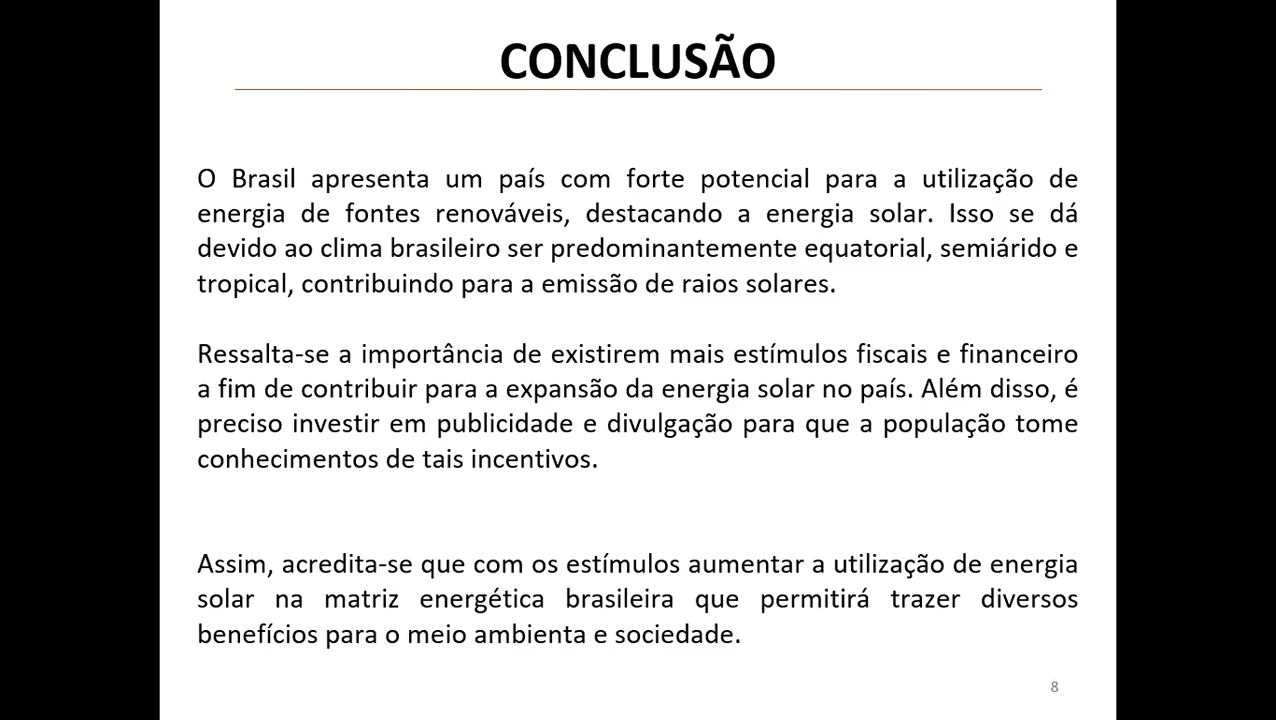 CONCLUSÃO
O Brasil apresenta um país com forte potencial para a utilização de
energia de fontes renováveis, destacando a energia solar. Isso se dá
devido ao clima brasileiro ser predominantemente equatorial, semiárido e
tropical, contribuindo para a emissão de raios solares.
Ressalta-se a importância de existirem mais estímulos fiscais e financeiro
a fim de contribuir para a expansão da energia solar no país. Além disso, é
preciso investir em publicidade e divulgação para que a população tome
conhecimentos de tais incentivos.
Assim, acredita-se que com os estímulos aumentar a utilização de energia
solar na matriz energética brasileira que permitirá trazer diversos
benefícios para o meio ambienta e sociedade.
8